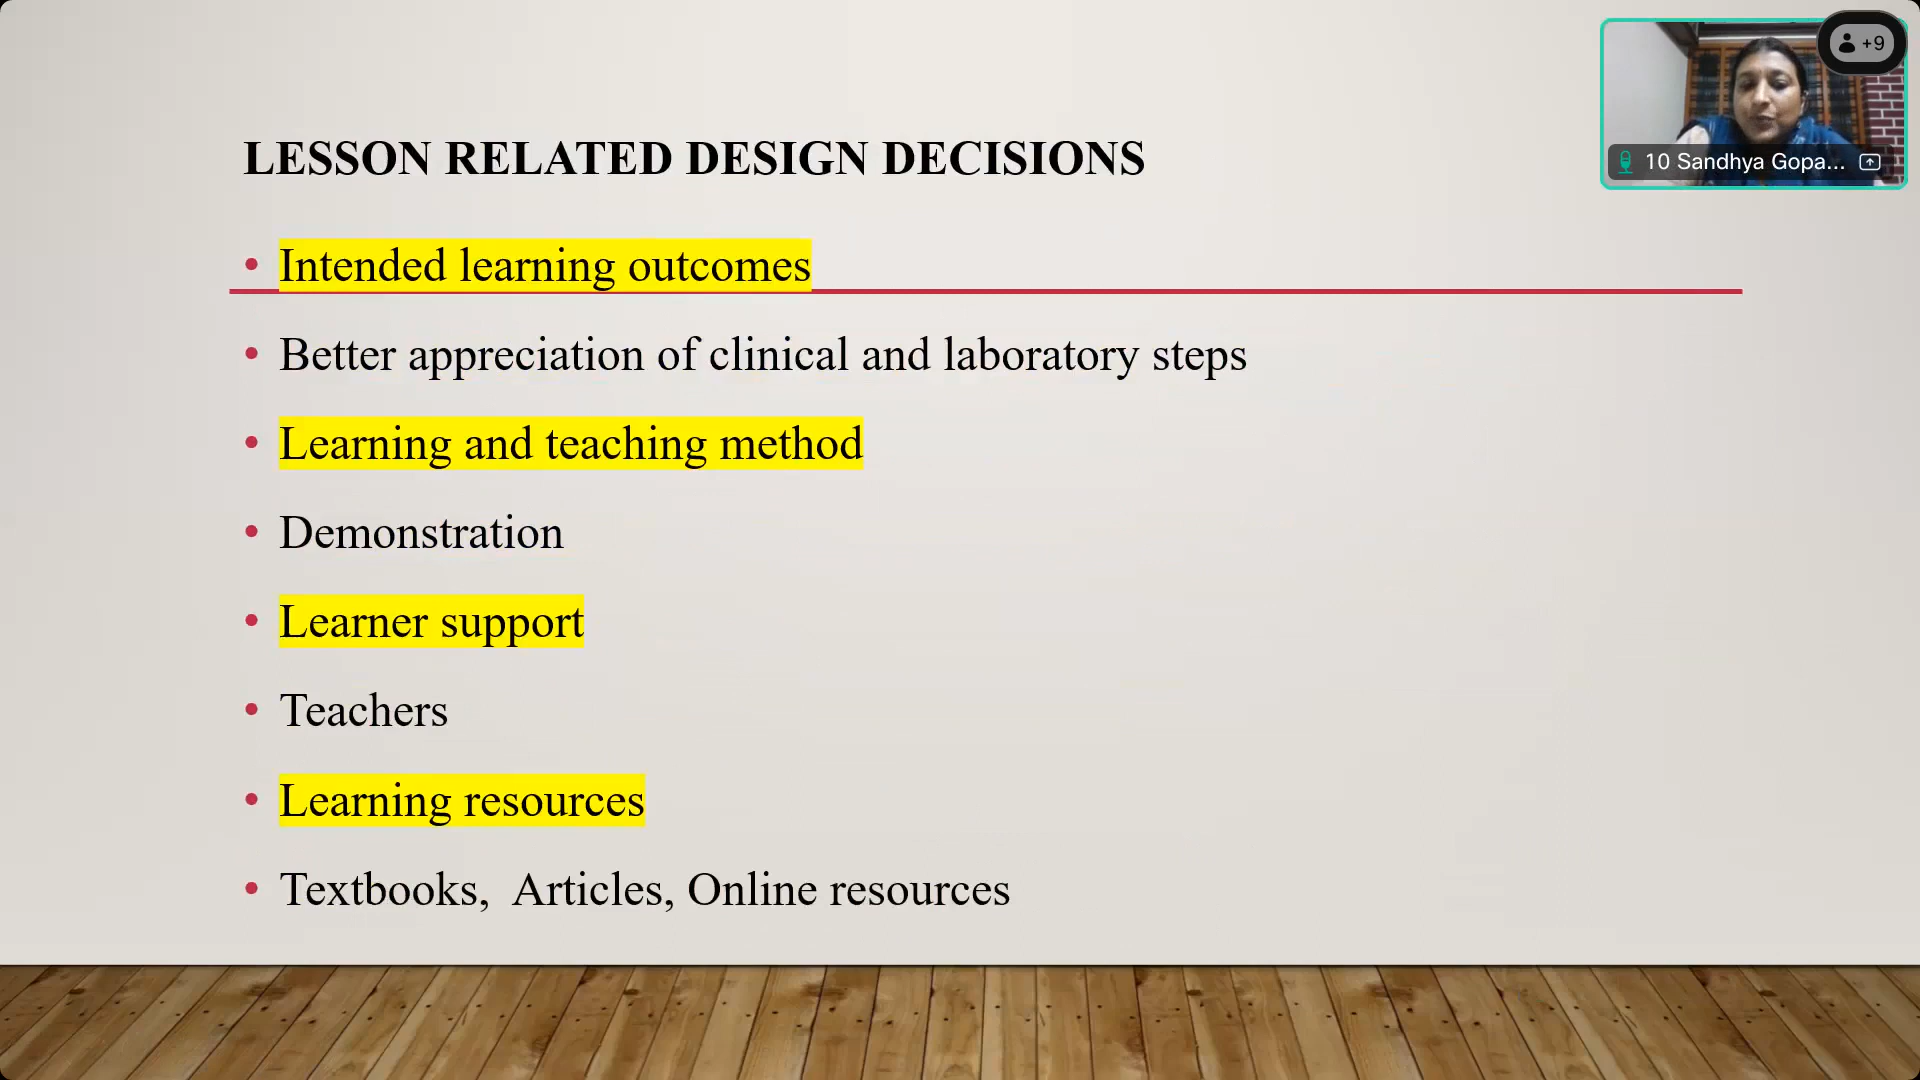 +9
10 Sandhya Gopa...
LESSON RELATED DESIGN DECISIONS
• Intended learning outcomes
• Better appreciation of clinical and laboratory steps
• Learning and teaching method
• Demonstration
• Learner support
• Teachers
• Learning resources
• Textbooks,  Articles, Online resources